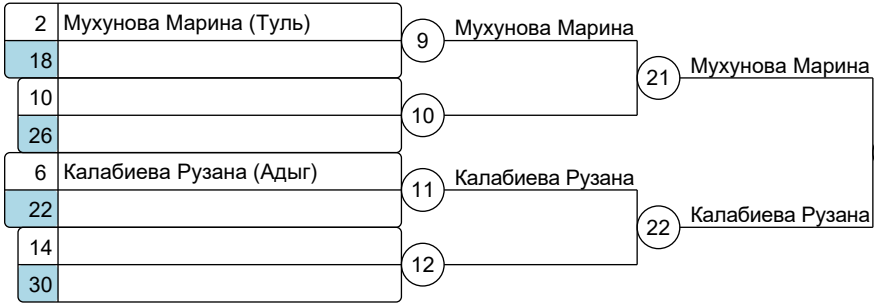 2 Мухунова Марина (Туль)
18
10
26
6 Калабиева Рузана (Адыг)
22
14
30
9 Мухунова Марина
10
11 Калабиева Рузана
12
21 Мухунова Марина
22 Калабиева Рузана